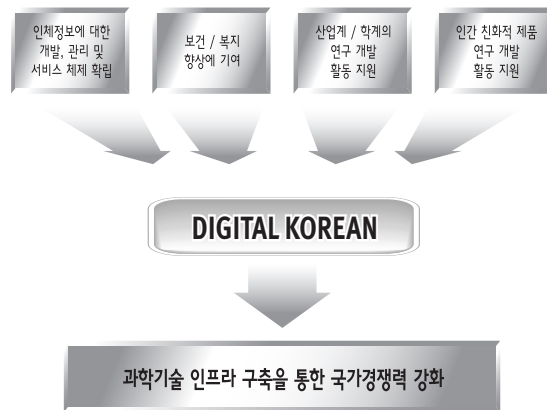 인체정보에 대한
개발, 관리 및
서비스 체제 확립
보건 / 복지
향상에 기여
산업계 / 학계의
연구 개발
활동 지원
인간 친화적 제품
연구 개발
활동 지원
DIGITAL KOREAN
과학기술 인프라 구축을 통한 국가경쟁력 강화